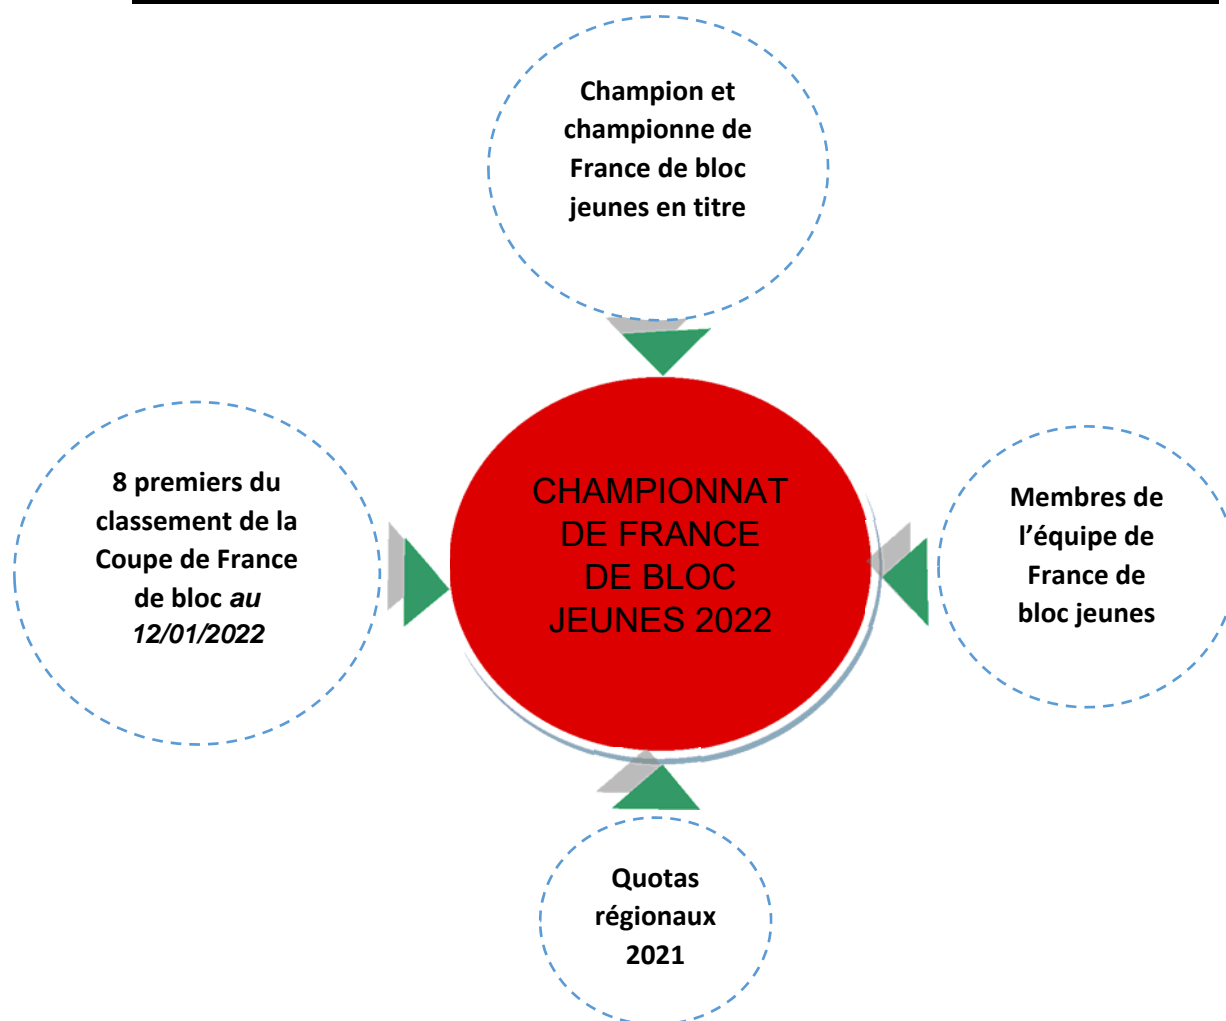 Champion et
championne de
France de bloc
jeunes en titre
8 premiers du
classement de la
Coupe de France
de bloc au
12/01/2022
CHAMPIONNAT
DE FRANCE
DE BLOC
JEUNES 2022
Membres de
l’équipe de
France de
bloc jeunes
Quotas
régionaux
2021